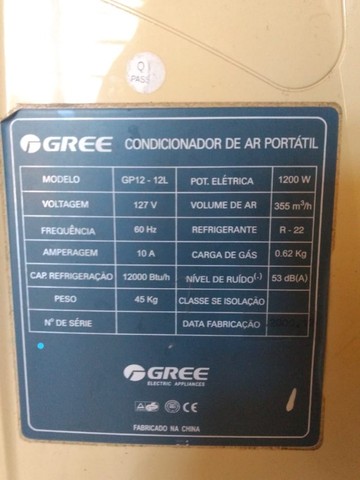 Q
PASS
GREE CONDICIONADOR DE AR PORTÁTIL
MODELO GP12 - 12L POT. ELÉTRICA 1200 W
VOLTAGEM 127 V VOLUME DE AR 355 m³/h
FREQUÊNCIA 60 Hz REFRIGERANTE R - 22
AMPERAGEM 10 A CARGA DE GÁS 0.62 Kg
CAP. REFRIGERAÇÃO 12000 Btu/h NÍVEL DE RUÍDO(.) 53 dB(A)
PESO 45 Kg CLASSE SE ISOLAÇÃO
Nº DE SÉRIE DATA FABRICAÇÃO
GREE
ELECTRIC APPLIANCES
CE
FABRICADO NA CHINA